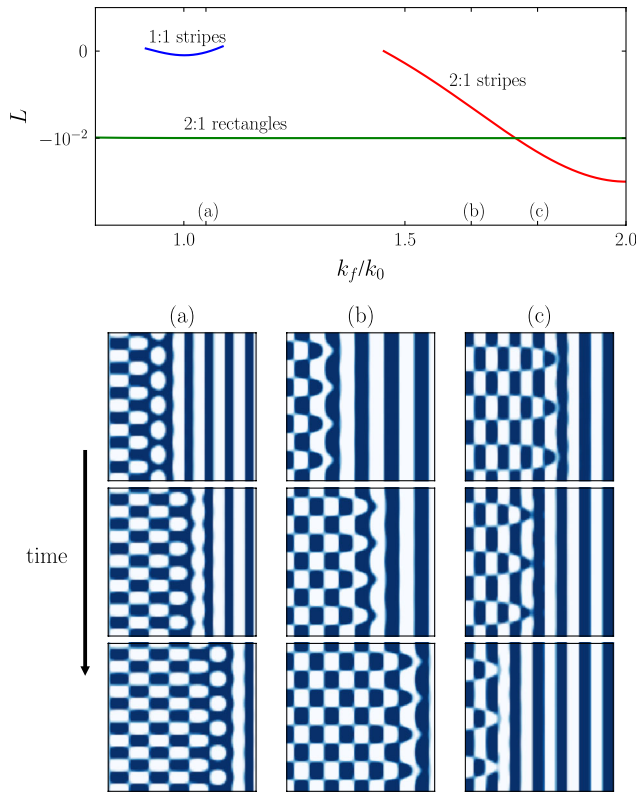 1:1 stripes
0
2:1 stripes
L
2:1 rectangles
−10⁻²
(a) (b) (c)
1.0 1.5 2.0
k_f/k_0
(a) (b) (c)
time